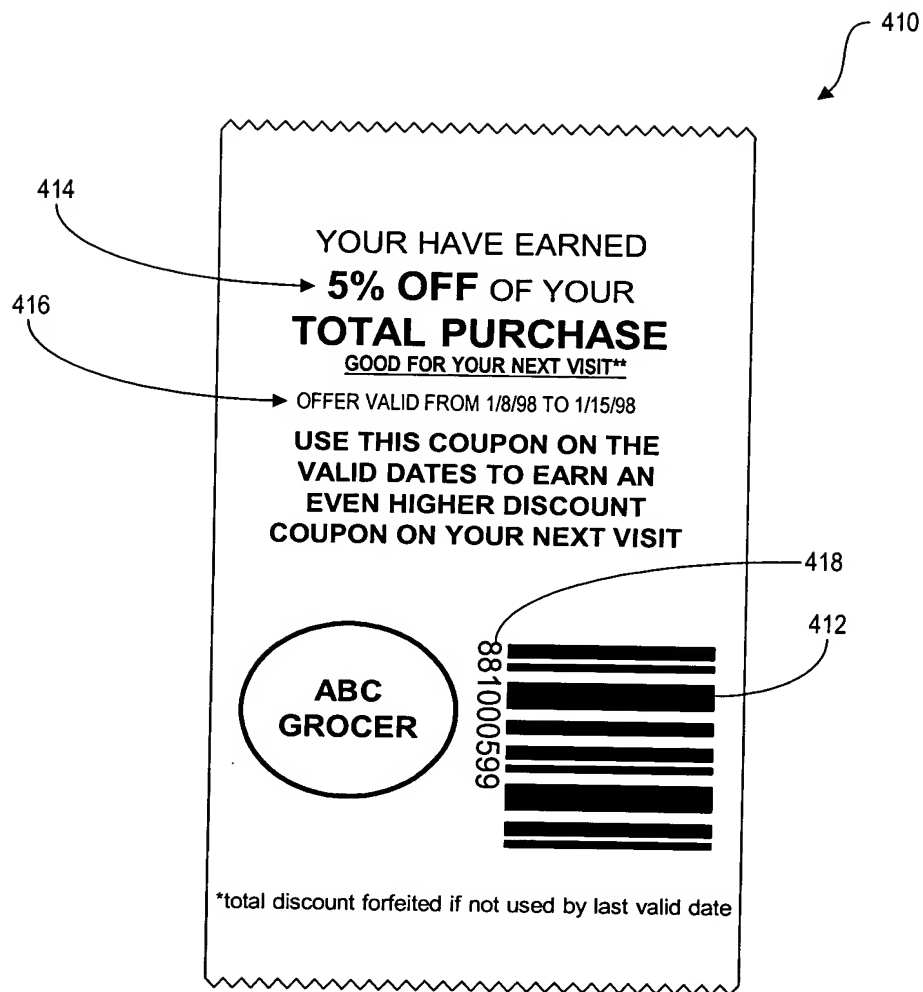 410
414
YOUR HAVE EARNED
5% OFF OF YOUR
416
TOTAL PURCHASE
GOOD FOR YOUR NEXT VISIT**
OFFER VALID FROM 1/8/98 TO 1/15/98
USE THIS COUPON ON THE
VALID DATES TO EARN AN
EVEN HIGHER DISCOUNT
COUPON ON YOUR NEXT VISIT
418
412
ABC
GROCER
881000599
*total discount forfeited if not used by last valid date